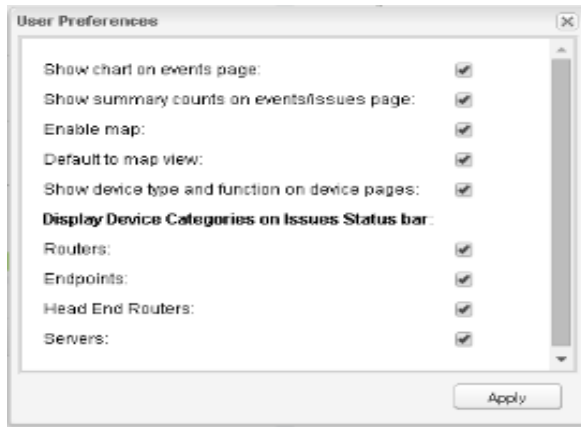 User Preferences
Show chart on events page:
Show summary counts on events/issues page:
Enable map:
Default to map view:
Show device type and function on device pages:
Display Device Categories on Issues Status bar:
Routers:
Endpoints:
Head End Routers:
Servers:
Apply